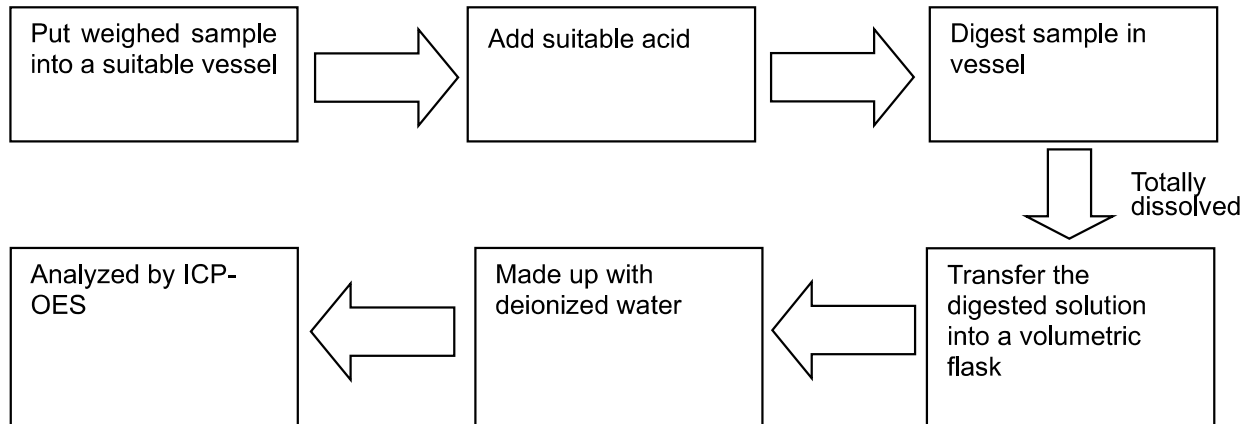 Put weighed sample
into a suitable vessel
Add suitable acid
Digest sample in
vessel
Totally
dissolved
Transfer the
digested solution
into a volumetric
flask
Made up with
deionized water
Analyzed by ICP-
OES